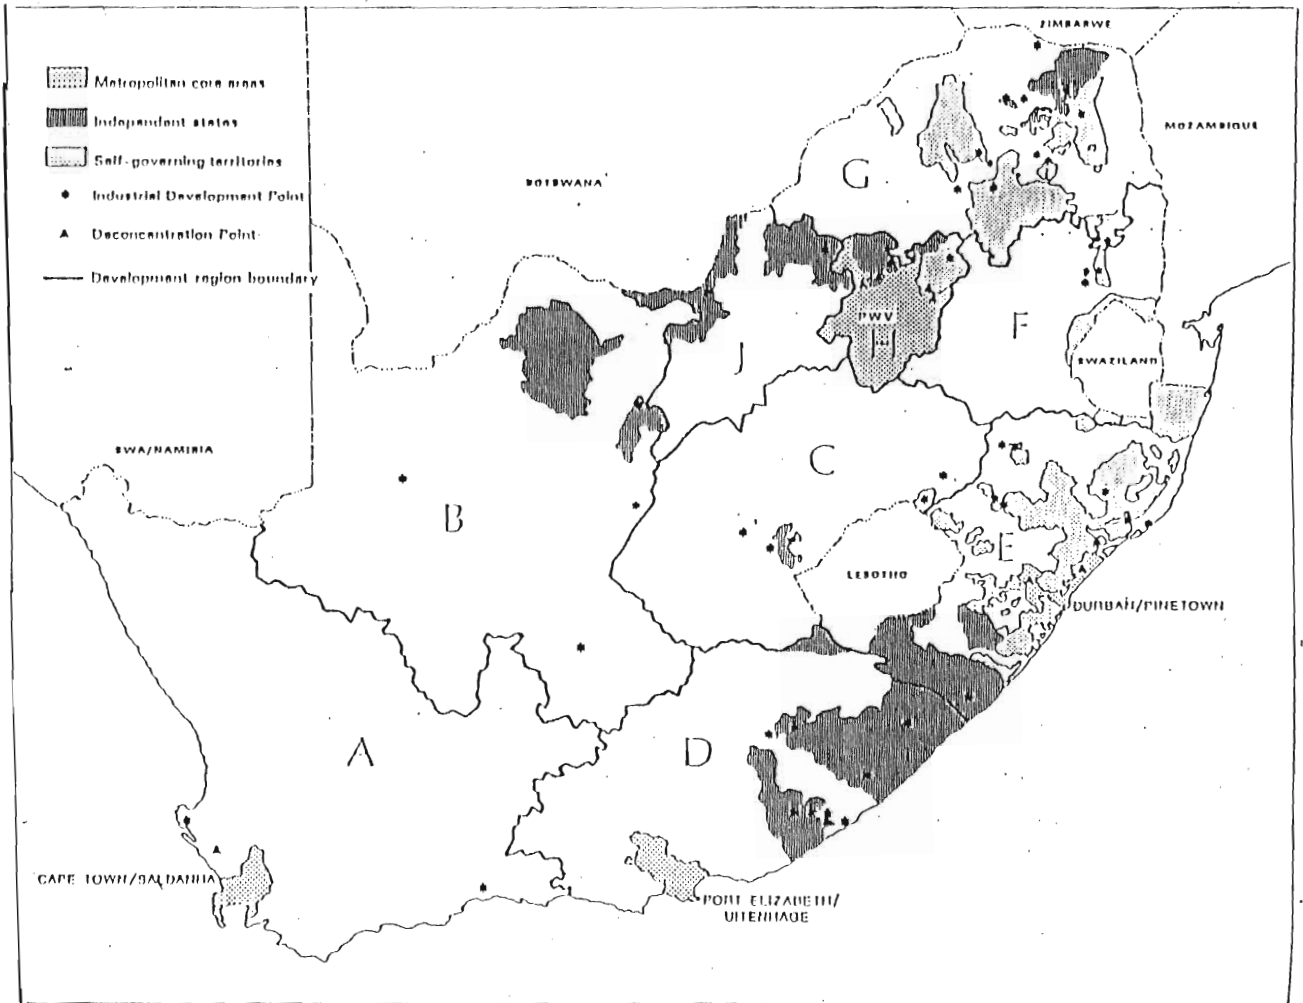 Metropolitan core areas
Independent states
Self-governing territories
Industrial Development Point
Deconcentration Point
Development region boundary
ZIMBABWE
MOZAMBIQUE
BOTSWANA
G
PWV
H
F
J
SWAZILAND
SWA/NAMIBIA
C
B
E
LESOTHO
DURBAN/PINETOWN
A
D
CAPE TOWN/SALDANHA
PORT ELIZABETH/
UITENHAGE